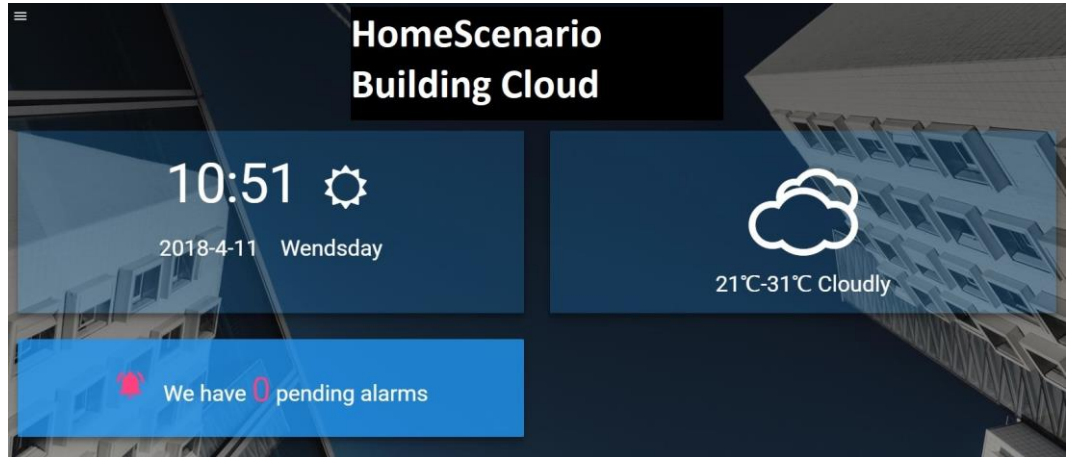 HomeScenario
Building Cloud
10:51
2018-4-11 Wendsday
21℃-31℃ Cloudly
We have 0 pending alarms